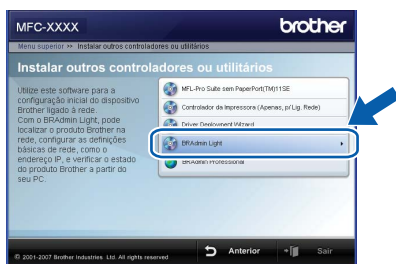 MFC-XXXX
brother
Menu superior >> Instalar outros controladores ou utilitários
Instalar outros controladores ou utilitários
Utilize este software para a
configuração inicial do dispositivo
Brother ligado à rede.
Com o BRAdmin Light, pode
localizar o produto Brother na
rede, configurar as definições
básicas de rede, como o
endereço IP, e verificar o estado
do produto Brother a partir do
seu PC.
MFL-Pro Suite sem PaperPort(TM)11SE
Controlador da Impressora (Apenas, p/ Lig. Rede)
Driver Deployment Wizard
BRAdmin Light
BRAdmin Professional
© 2001-2007 Brother Industries Ltd. All rights reserved
Anterior
Sair